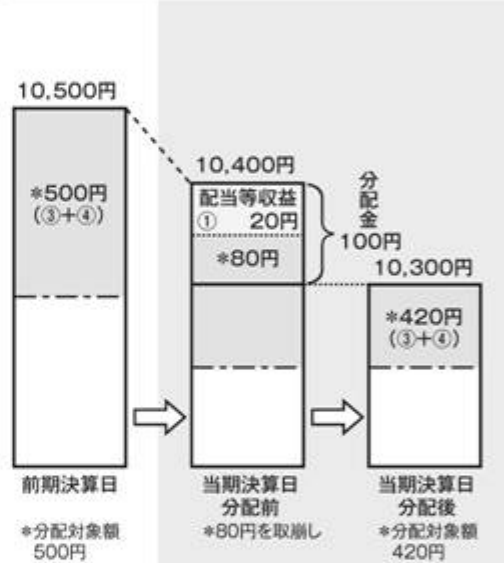 10,500円
*500円
(③+④)
前期決算日
*分配対象額
500円
10,400円
配当等収益
① 20円
*80円
分配金
100円
当期決算日
分配前
*80円を取崩し
10,300円
*420円
(③+④)
当期決算日
分配後
*分配対象額
420円